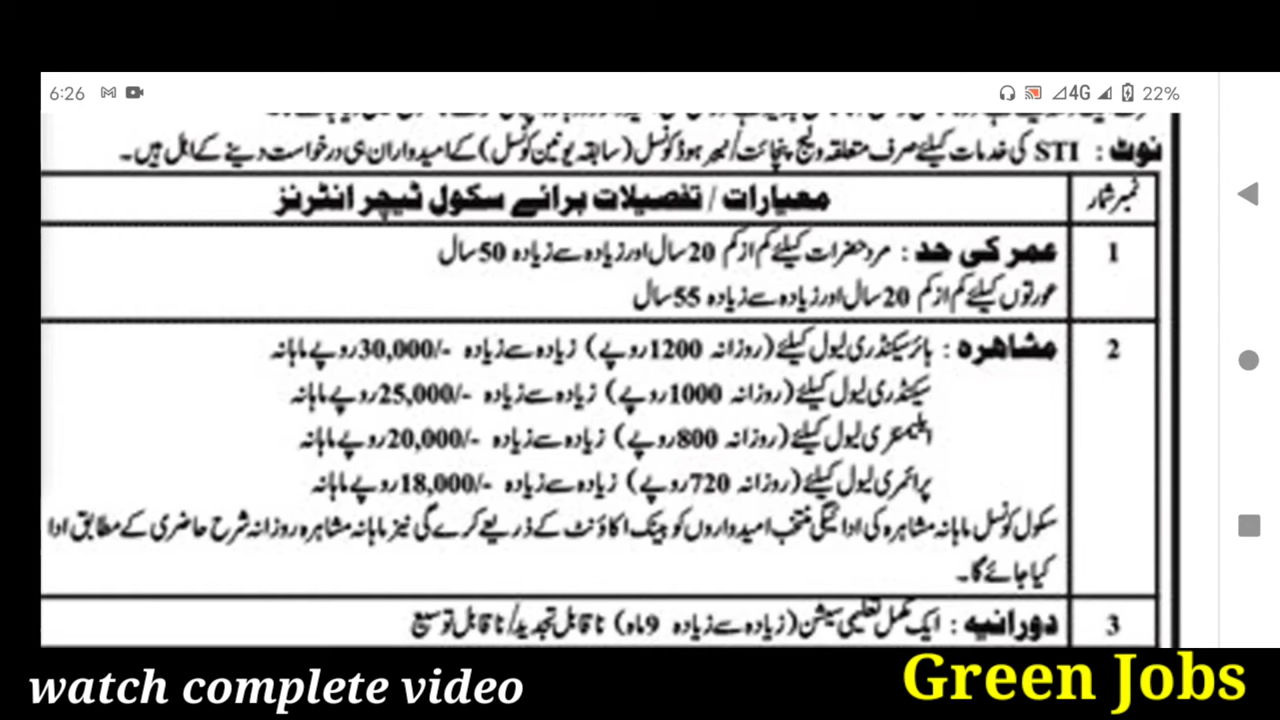 6:26
4G 22%
نوٹ : STI کی خدمات کیلئے صرف متعلقہ ویلج پنچائت/نیبر ہوڈ کونسل (سابقہ یونین کونسل) کے امیدواران ہی درخواست دینے کے اہل ہیں۔
نمبر شمار معیارات / تفصیلات برائے سکول ٹیچر انٹرنز
1 عمر کی حد : مرد حضرات کیلئے کم از کم 20 سال اور زیادہ سے زیادہ 50 سال
عورتوں کیلئے کم از کم 20 سال اور زیادہ سے زیادہ 55 سال
2 مشاہرہ : ہائر سیکنڈری لیول کیلئے (روزانہ 1200 روپے) زیادہ سے زیادہ -/30,000 روپے ماہانہ
سیکنڈری لیول کیلئے (روزانہ 1000 روپے) زیادہ سے زیادہ -/25,000 روپے ماہانہ
ایلیمنٹری لیول کیلئے (روزانہ 800 روپے) زیادہ سے زیادہ -/20,000 روپے ماہانہ
پرائمری لیول کیلئے (روزانہ 720 روپے) زیادہ سے زیادہ -/18,000 روپے ماہانہ
سکول کونسل ماہانہ مشاہرہ کی ادائیگی منتخب امیدواروں کو بینک اکاؤنٹ کے ذریعے کرے گی نیز ماہانہ مشاہرہ روزانہ شرح حاضری کے مطابق ادا
کیا جائے گا۔
3 دورانیہ : ایک مکمل تعلیمی سیشن (زیادہ سے زیادہ 9 ماہ) ناقابل تجدید/ناقابل توسیع
watch complete video
Green Jobs